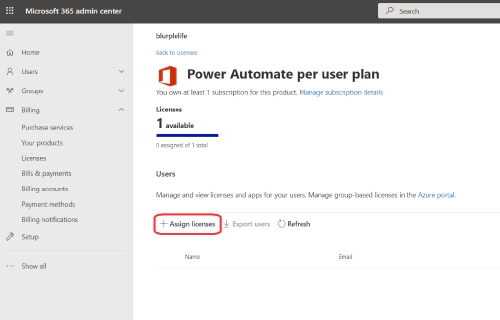 Microsoft 365 admin center
Search
Home
Users
Groups
Billing
Purchase services
Your products
Licenses
Bills & payments
Billing accounts
Payment methods
Billing notifications
Setup
Show all
blurplelife
Back to Licenses
Power Automate per user plan
You own at least 1 subscription for this product. Manage subscription details
Licenses
1 available
0 assigned of 1 total
Users
Manage and view licenses and apps for your users. Manage group-based licenses in the Azure portal.
Assign licenses Export users Refresh
Name Email